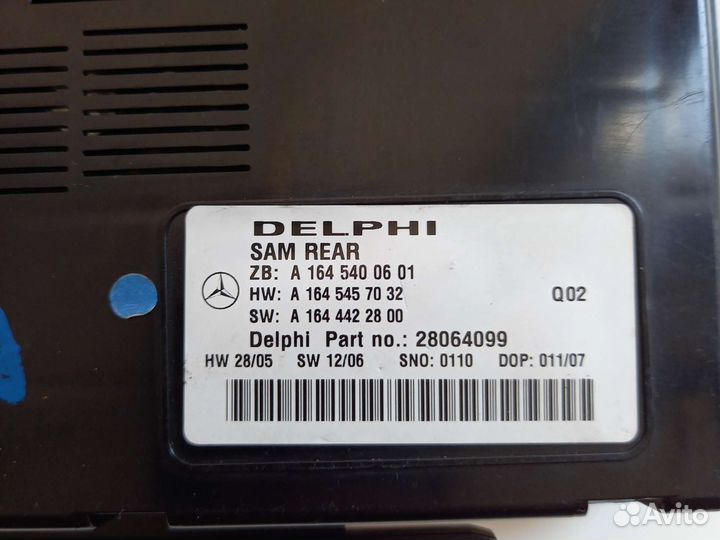 DELPHI
SAM REAR
ZB: A 164 540 06 01
HW: A 164 545 70 32 Q02
SW: A 164 442 28 00
Delphi Part no.: 28064099
HW 28/05 SW 12/06 SNO: 0110 DOP: 011/07
Avito